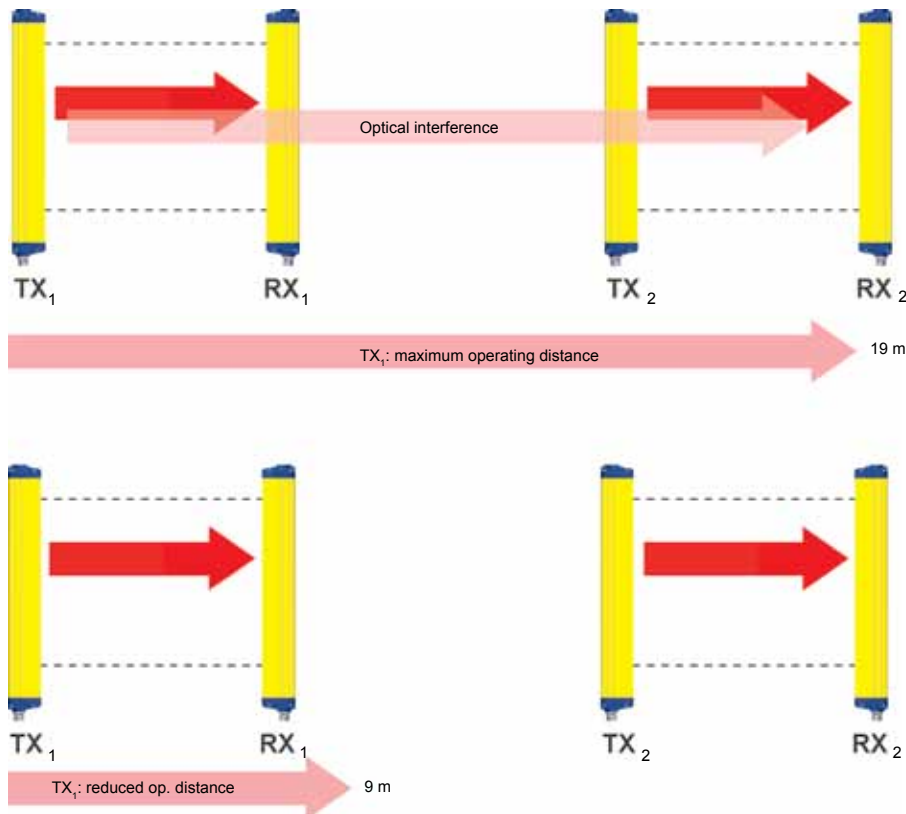 Optical interference
TX1 RX1 TX2 RX2
TX1: maximum operating distance 19 m
TX1 RX1 TX2 RX2
TX1: reduced op. distance 9 m